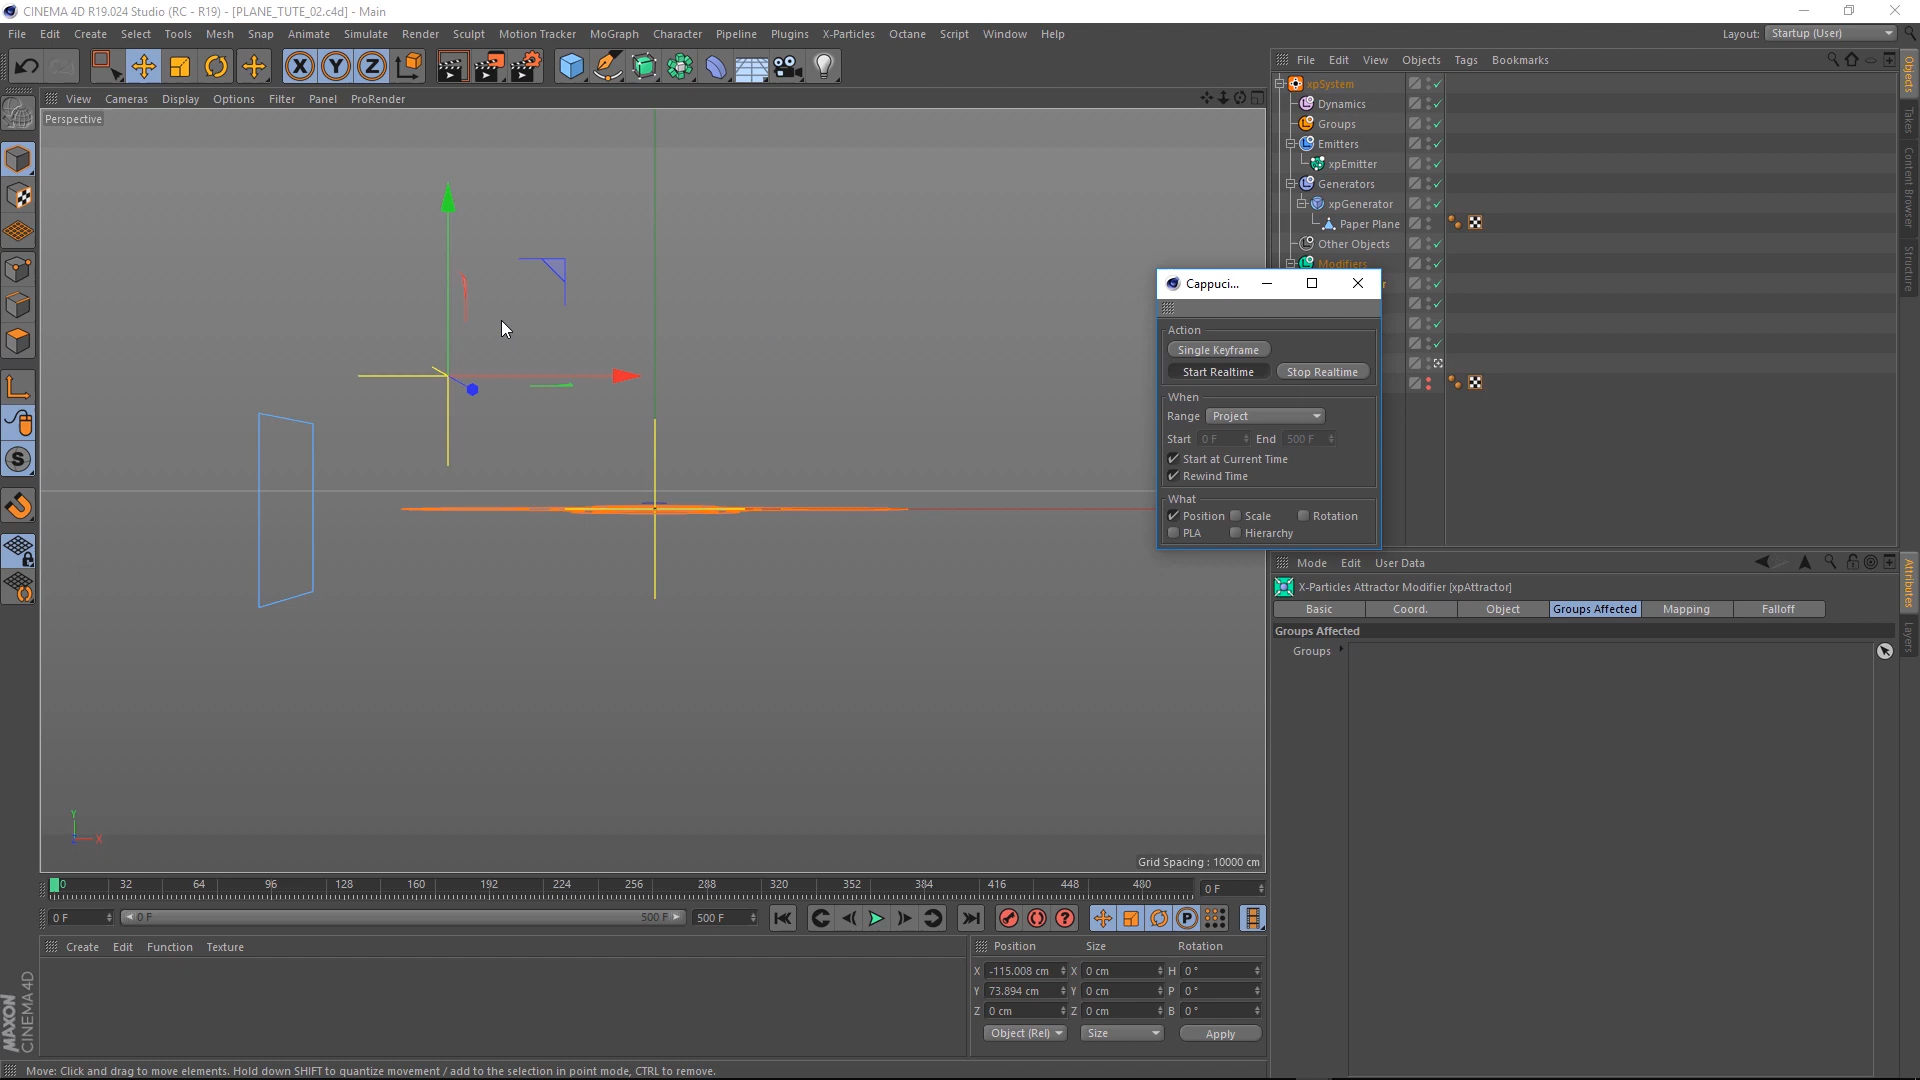 CINEMA 4D R19.024 Studio (RC - R19) - [PLANE_TUTE_02.c4d] - Main
File Edit Create Select Tools Mesh Snap Animate Simulate Render Sculpt Motion Tracker MoGraph Character Pipeline Plugins X-Particles Octane Script Window Help
Layout: Startup (User)
X Y Z
File Edit View Objects Tags Bookmarks
View Cameras Display Options Filter Panel ProRender
Perspective
xpSystem
Dynamics
Groups
Emitters
xpEmitter
Generators
xpGenerator
Paper Plane
Other Objects
Modifiers
Objects
Takes
Content Browser
Structure
Cappuci...
Action
Single Keyframe
Start Realtime Stop Realtime
When
Range Project
Start 0 F End 500 F
Start at Current Time
Rewind Time
What
Position Scale Rotation
PLA Hierarchy
S
Y
X
Grid Spacing : 10000 cm
Mode Edit User Data
X-Particles Attractor Modifier [xpAttractor]
Basic Coord. Object Groups Affected Mapping Falloff
Groups Affected
Groups
Attributes
Layers
0 32 64 96 128 160 192 224 256 288 320 352 384 416 448 480 0 F
0 F 0 F 500 F 500 F P
Create Edit Function Texture
Position Size Rotation
X -115.008 cm X 0 cm H 0 °
Y 73.894 cm Y 0 cm P 0 °
Z 0 cm Z 0 cm B 0 °
Object (Rel) Size Apply
MAXON
CINEMA 4D
Move: Click and drag to move elements. Hold down SHIFT to quantize movement / add to the selection in point mode, CTRL to remove.